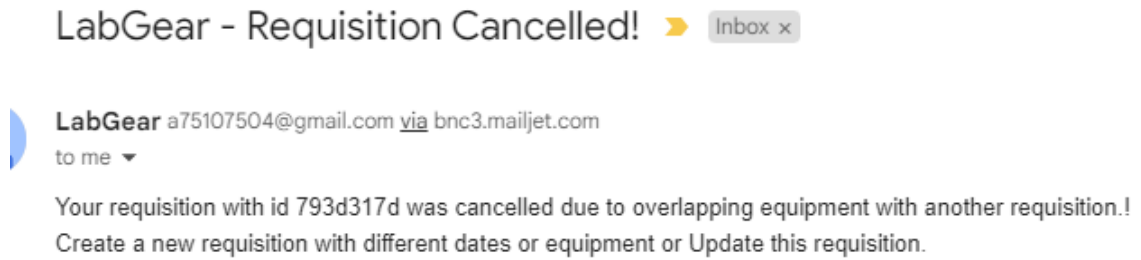 LabGear - Requisition Cancelled! Inbox ×
LabGear a75107504@gmail.com via bnc3.mailjet.com
to me
Your requisition with id 793d317d was cancelled due to overlapping equipment with another requisition.!
Create a new requisition with different dates or equipment or Update this requisition.